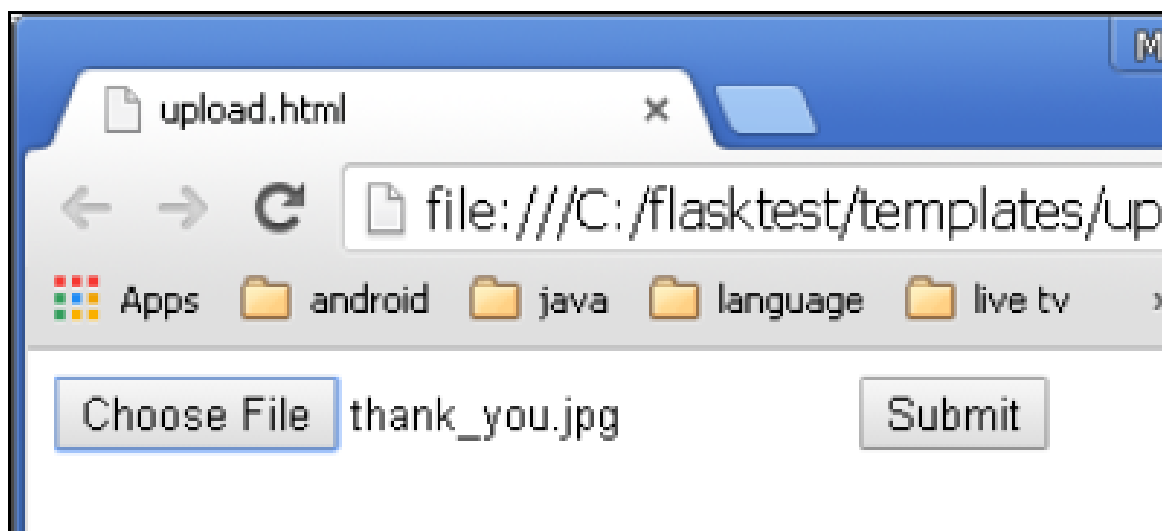 upload.html
file:///C:/flasktest/templates/up
Apps android java language live tv
Choose File thank_you.jpg Submit